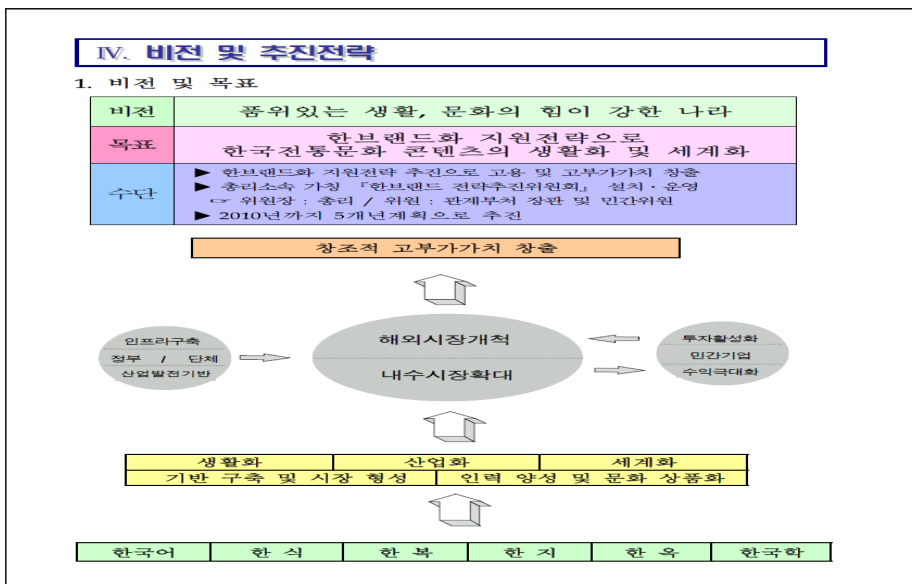 Ⅳ. 비전 및 추진전략
1. 비전 및 목표
비전 품위있는 생활, 문화의 힘이 강한 나라
목표 한브랜드화 지원전략으로
한국전통문화 콘텐츠의 생활화 및 세계화
수단 ► 한브랜드화 지원전략 추진으로 고용 및 고부가가치 창출
► 총리소속 가칭 『한브랜드 전략추진위원회』 설치·운영
☞ 위원장 : 총리 / 위원 : 관계부처 장관 및 민간위원
► 2010년까지 5개년계획으로 추진
창조적 고부가가치 창출
인프라구축
정부 / 단체
산업발전기반
해외시장개척
내수시장확대
투자활성화
민간기업
수익극대화
생활화 산업화 세계화
기반 구축 및 시장 형성 인력 양성 및 문화 상품화
한국어 한 식 한 복 한 지 한 옥 한국학